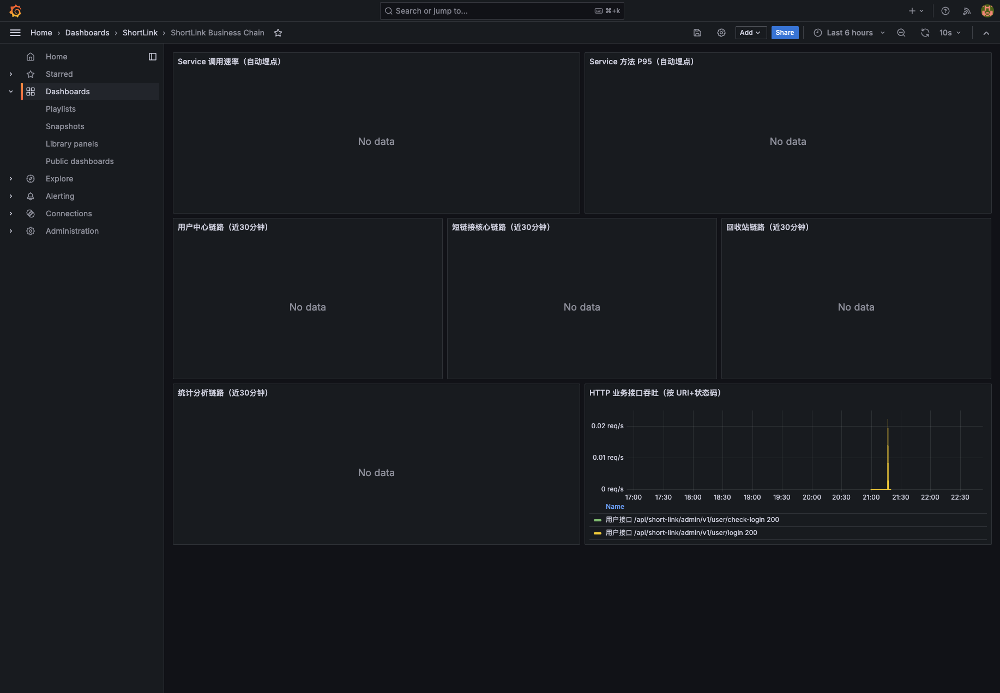 Search or jump to...
⌘+k
Home › Dashboards › ShortLink › ShortLink Business Chain
Add
Share
Last 6 hours
10s
Home
Starred
Dashboards
Playlists
Snapshots
Library panels
Public dashboards
Explore
Alerting
Connections
Administration
Service 调用速率（自动埋点）
No data
Service 方法 P95（自动埋点）
No data
用户中心链路（近30分钟）
No data
短链接核心链路（近30分钟）
No data
回收站链路（近30分钟）
No data
统计分析链路（近30分钟）
No data
HTTP 业务接口吞吐（按 URI+状态码）
0.02 req/s
0.01 req/s
0 req/s
17:00 17:30 18:00 18:30 19:00 19:30 20:00 20:30 21:00 21:30 22:00 22:30
Name
用户接口 /api/short-link/admin/v1/user/check-login 200
用户接口 /api/short-link/admin/v1/user/login 200